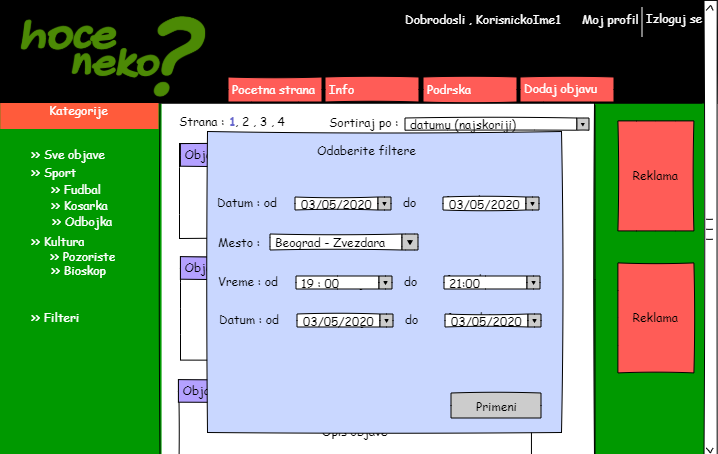 Dobrodosli , KorisnickoIme1 Moj profil Izloguj se
hoce
neko?
Pocetna strana Info Podrska Dodaj objavu
Kategorije
Strana : 1, 2 , 3 , 4 Sortiraj po : datumu (najskoriji)
>> Sve objave
>> Sport
>> Fudbal
>> Kosarka
>> Odbojka
>> Kultura
>> Pozoriste
>> Bioskop
>> Filteri
Obja
Obja
Obja
Odaberite filtere
Datum : od 03/05/2020 do 03/05/2020
Mesto : Beograd - Zvezdara
Vreme : od 19 : 00 do 21:00
Datum : od 03/05/2020 do 03/05/2020
Primeni
Opis objave
Reklama
Reklama